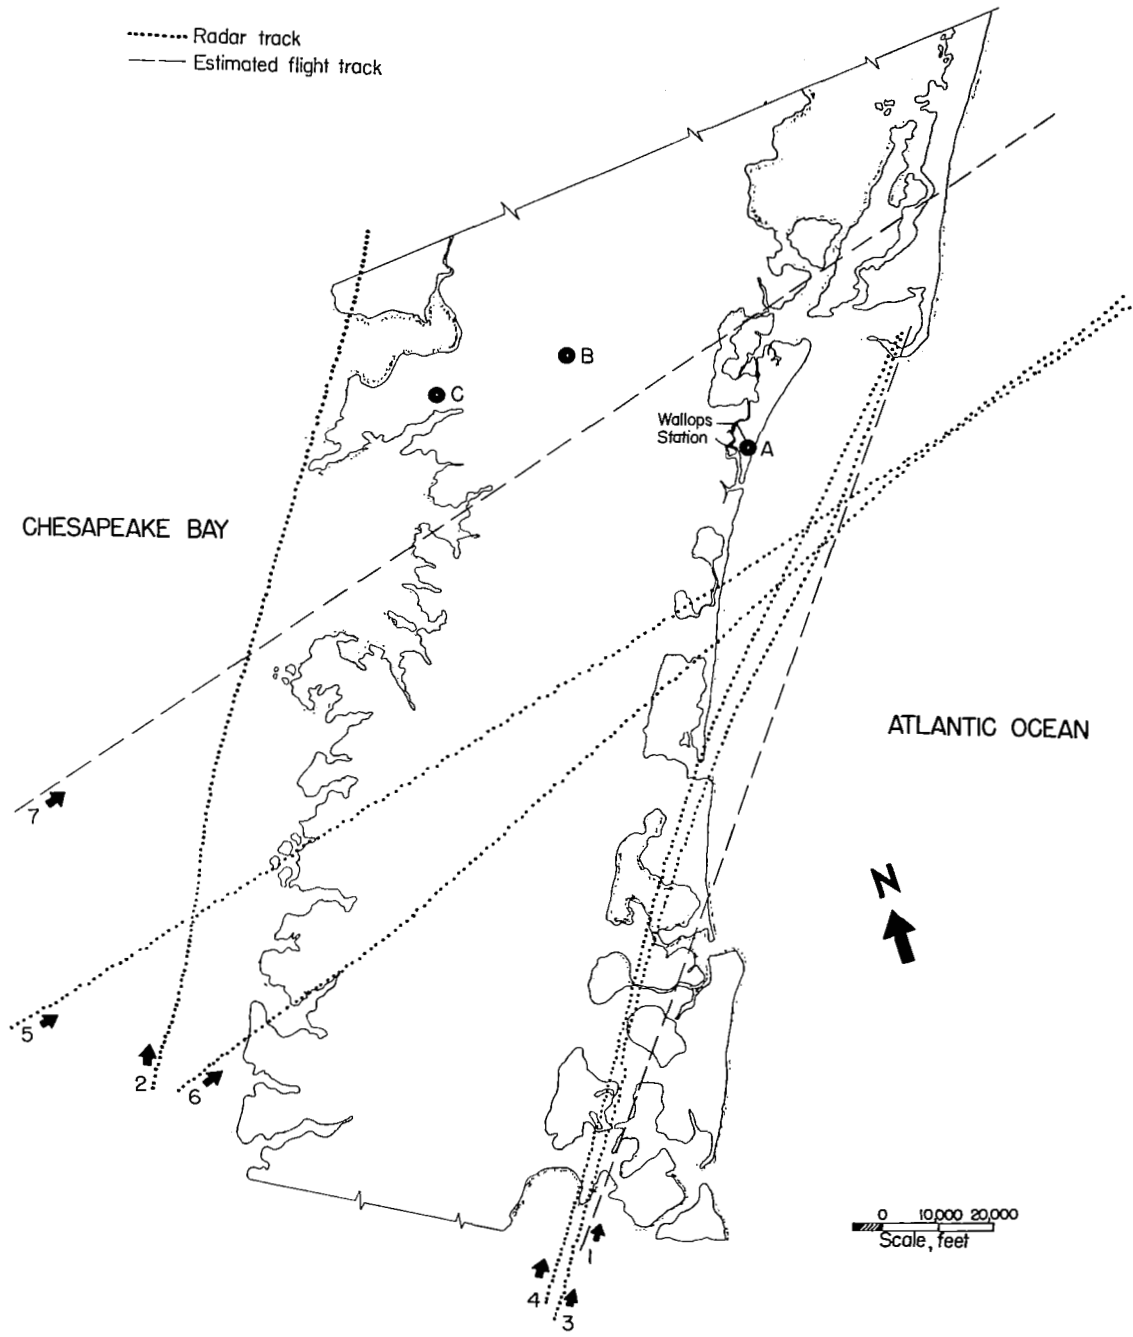 Radar track
Estimated flight track
B
C
Wallops
Station
A
CHESAPEAKE BAY
ATLANTIC OCEAN
7
N
5
2
6
0 10,000 20,000
Scale, feet
1
4
3